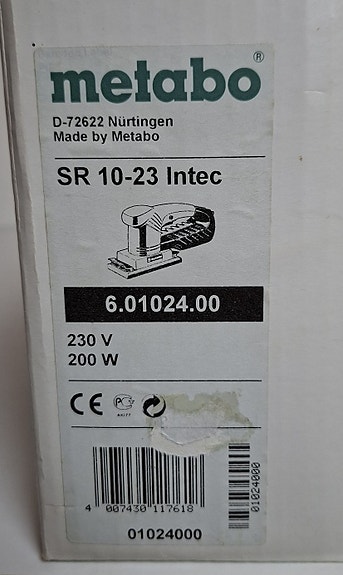 metabo®
D-72622 Nürtingen
Made by Metabo
SR 10-23 Intec
6.01024.00
230 V
200 W
CE
4 007430 117618
01024000
01024000